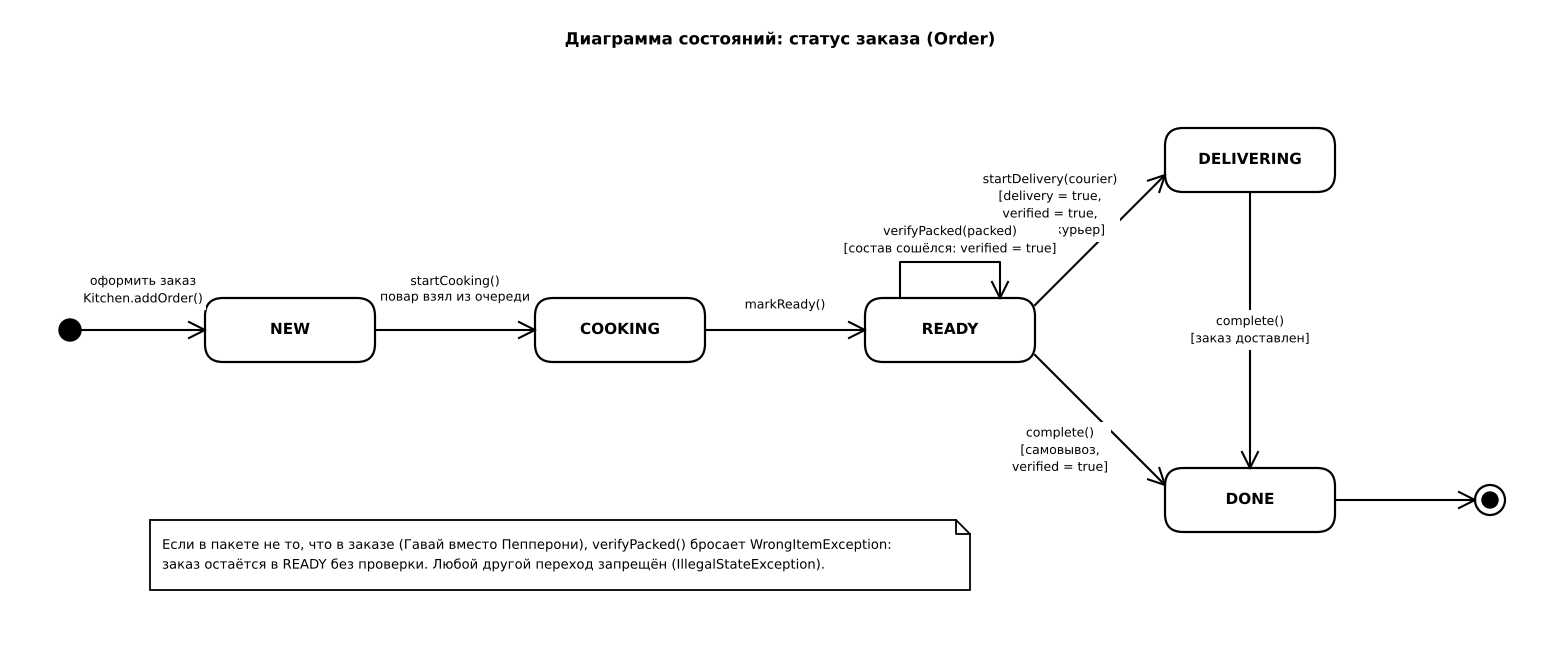 Диаграмма состояний: статус заказа (Order)
DELIVERING
startDelivery(courier)
[delivery = true,
verified = true,
курьер]
verifyPacked(packed)
[состав сошёлся: verified = true]
оформить заказ
Kitchen.addOrder()
startCooking()
повар взял из очереди
markReady()
NEW
COOKING
READY
complete()
[заказ доставлен]
complete()
[самовывоз,
verified = true]
DONE
Если в пакете не то, что в заказе (Гавай вместо Пепперони), verifyPacked() бросает WrongItemException:
заказ остаётся в READY без проверки. Любой другой переход запрещён (IllegalStateException).